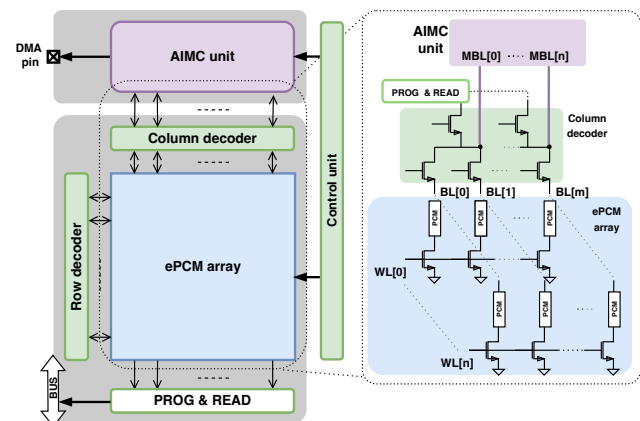 DMA
pin
AIMC unit
Column decoder
Row decoder
ePCM array
Control unit
BUS
PROG & READ
AIMC
unit
MBL[0] ···· MBL[n]
PROG & READ
Column
decoder
BL[0] BL[1] BL[m]
ePCM
array
PCM PCM PCM
WL[0]
PCM PCM PCM
WL[n]